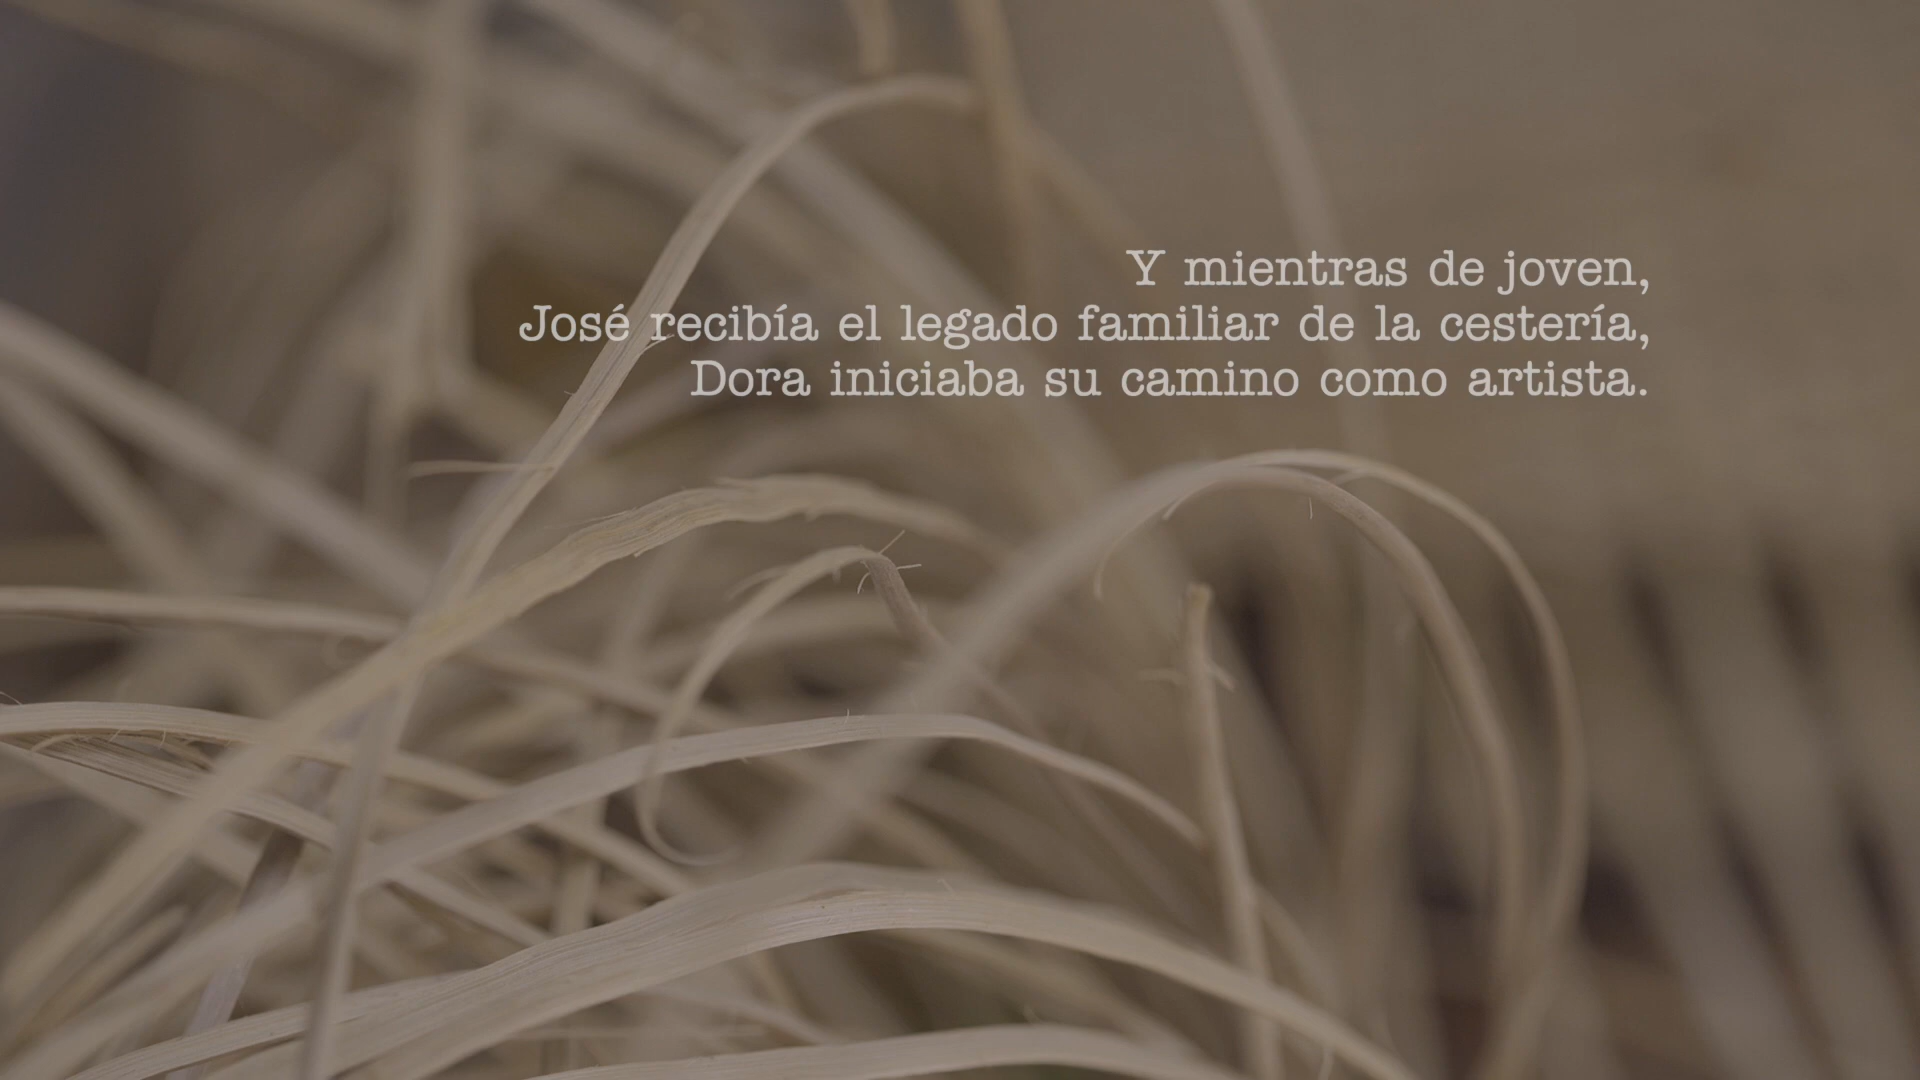 Y mientras de joven,
José recibía el legado familiar de la cestería,
Dora iniciaba su camino como artista.